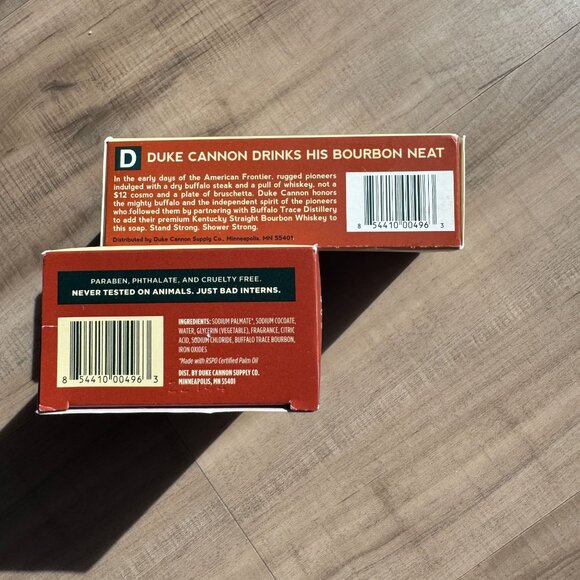 D DUKE CANNON DRINKS HIS BOURBON NEAT
In the early days of the American Frontier, rugged pioneers
indulged with a dry buffalo steak and a pull of whiskey, not a
$12 cosmo and a plate of bruschetta. Duke Cannon honors
the mighty buffalo and the independent spirit of the pioneers
who followed them by partnering with Buffalo Trace Distillery
to add their premium Kentucky Straight Bourbon Whiskey to
this soap. Stand Strong. Shower Strong.
Distributed by Duke Cannon Supply Co., Minneapolis, MN 55401
8 54410 00496 3
PARABEN, PHTHALATE, AND CRUELTY FREE.
NEVER TESTED ON ANIMALS. JUST BAD INTERNS.
INGREDIENTS: SODIUM PALMATE*, SODIUM COCOATE,
WATER, GLYCERIN (VEGETABLE), FRAGRANCE, CITRIC
ACID, SODIUM CHLORIDE, BUFFALO TRACE BOURBON,
IRON OXIDES
*Made with RSPO Certified Palm Oil
DIST. BY DUKE CANNON SUPPLY CO.
MINNEAPOLIS, MN 55401
8 54410 00496 3